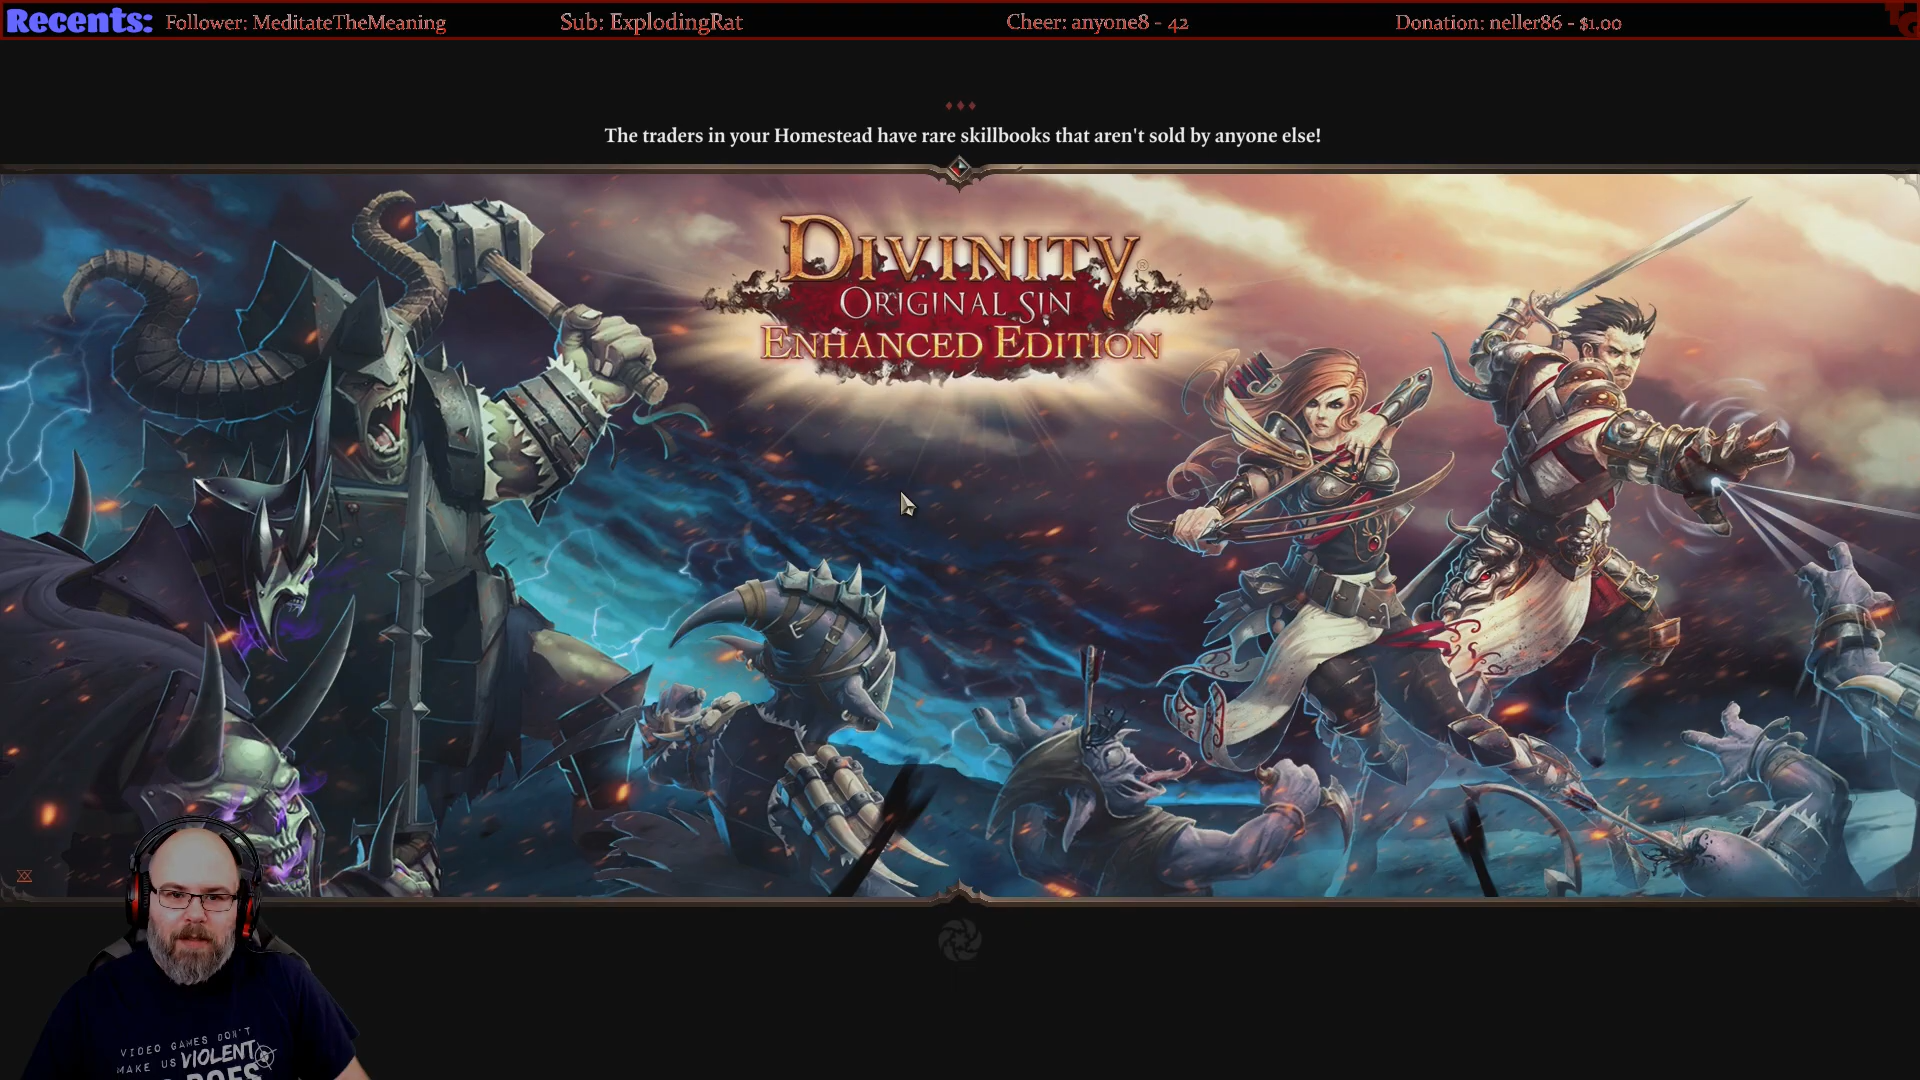 Recents: Follower: MeditateTheMeaning Sub: ExplodingRat Cheer: anyone8 - 42 Donation: neller86 - $1.00
TG
The traders in your Homestead have rare skillbooks that aren't sold by anyone else!
DIVINITY
ORIGINAL SIN
ENHANCED EDITION
VIDEO GAMES DON'T
MAKE US VIOLENT